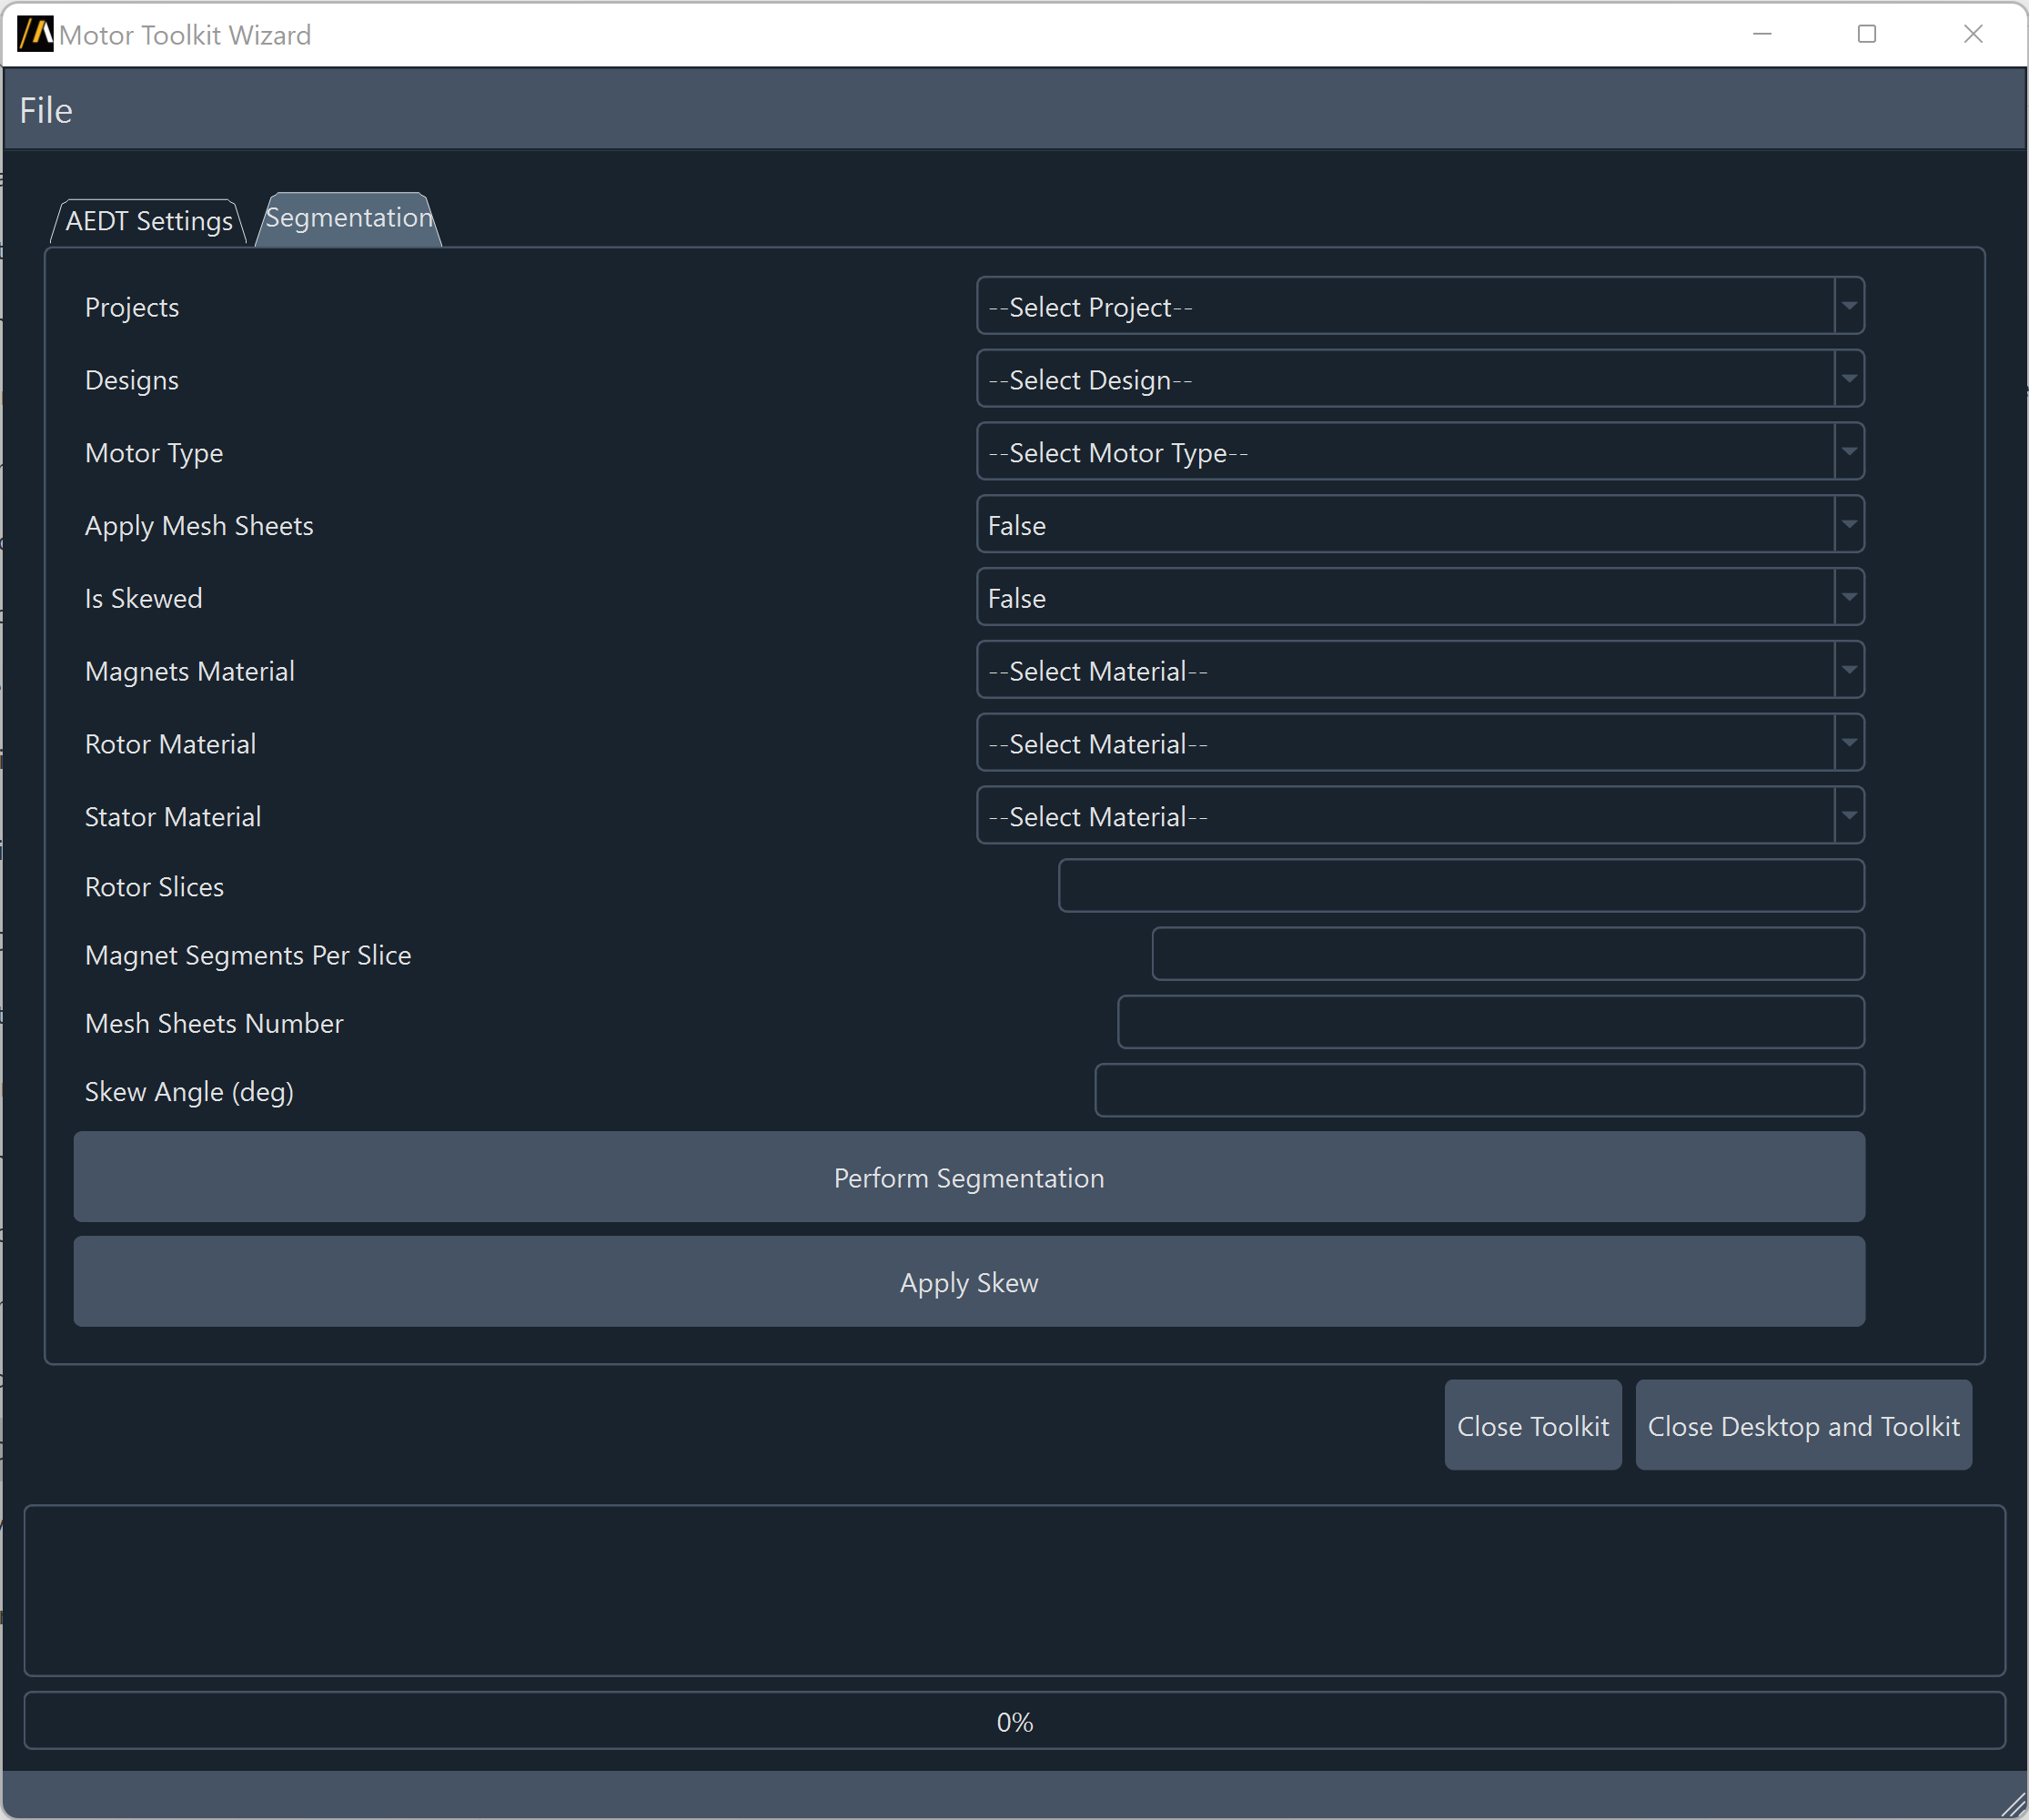 Motor Toolkit Wizard
File
AEDT Settings
Segmentation
Projects
--Select Project--
Designs
--Select Design--
Motor Type
--Select Motor Type--
Apply Mesh Sheets
False
Is Skewed
False
Magnets Material
--Select Material--
Rotor Material
--Select Material--
Stator Material
--Select Material--
Rotor Slices
Magnet Segments Per Slice
Mesh Sheets Number
Skew Angle (deg)
Perform Segmentation
Apply Skew
Close Toolkit
Close Desktop and Toolkit
0%